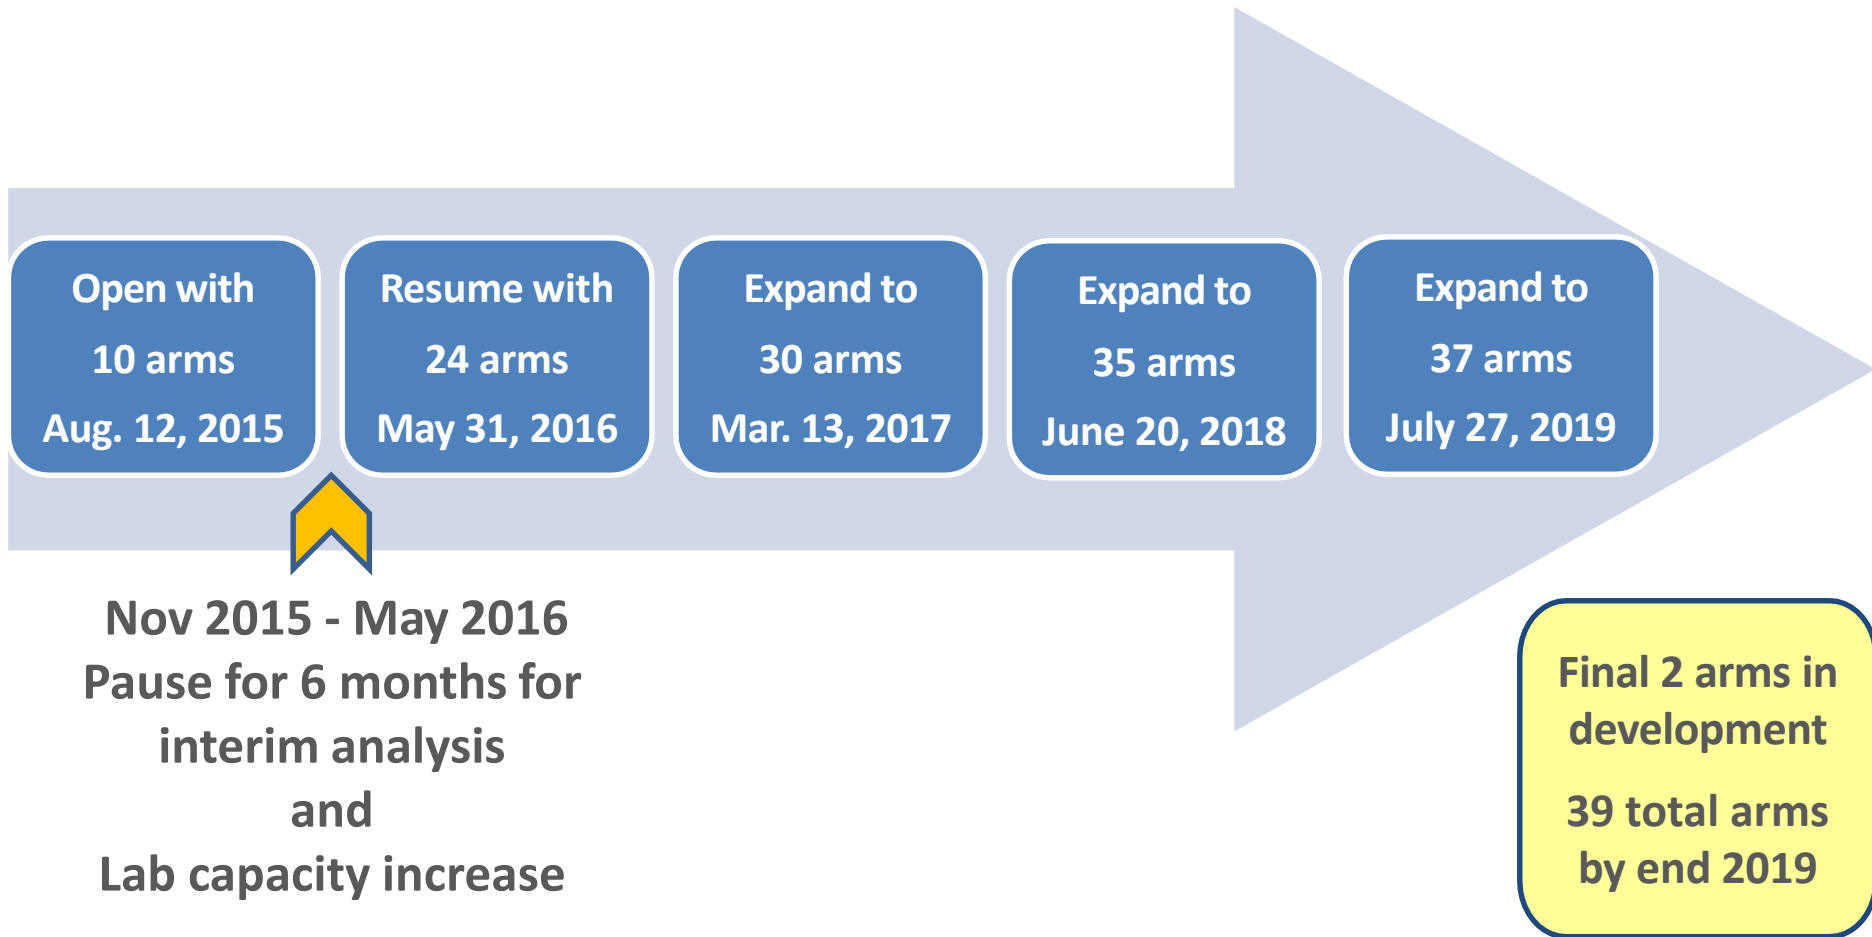 Open with
10 arms
Aug. 12, 2015
Resume with
24 arms
May 31, 2016
Expand to
30 arms
Mar. 13, 2017
Expand to
35 arms
June 20, 2018
Expand to
37 arms
July 27, 2019
Nov 2015 - May 2016
Pause for 6 months for
interim analysis
and
Lab capacity increase
Final 2 arms in
development
39 total arms
by end 2019